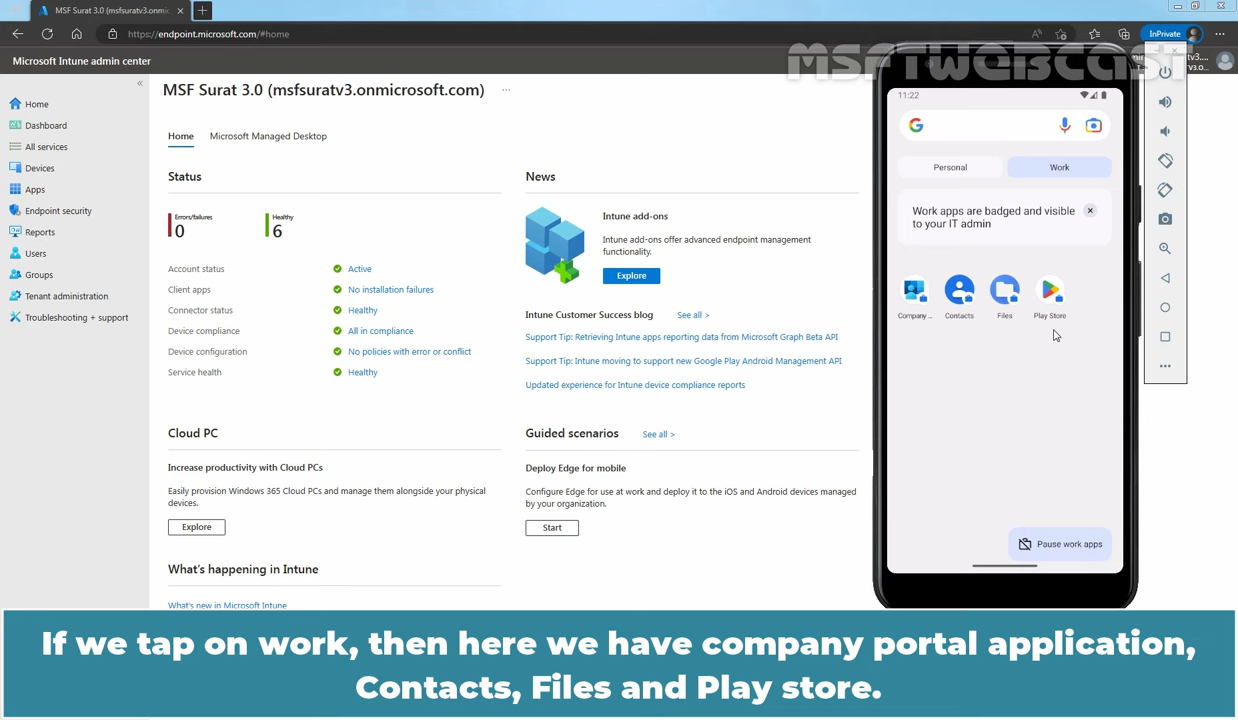 MSF Surat 3.0 (msfsuratv3.onmic
https://endpoint.microsoft.com/#home
InPrivate
Microsoft Intune admin center
MSFTWEBCAST
Home
Dashboard
All services
Devices
Apps
Endpoint security
Reports
Users
Groups
Tenant administration
Troubleshooting + support
MSF Surat 3.0 (msfsuratv3.onmicrosoft.com)
Home
Microsoft Managed Desktop
Status
Errors/failures
0
Healthy
6
Account status
Active
Client apps
No installation failures
Connector status
Healthy
Device compliance
All in compliance
Device configuration
No policies with error or conflict
Service health
Healthy
Cloud PC
Increase productivity with Cloud PCs
Easily provision Windows 365 Cloud PCs and manage them alongside your physical
devices.
Explore
What's happening in Intune
What's new in Microsoft Intune
News
Intune add-ons
Intune add-ons offer advanced endpoint management
functionality.
Explore
Intune Customer Success blog
See all >
Support Tip: Retrieving Intune apps reporting data from Microsoft Graph Beta API
Support Tip: Intune moving to support new Google Play Android Management API
Updated experience for Intune device compliance reports
Guided scenarios
See all >
Deploy Edge for mobile
Configure Edge for use at work and deploy it to the iOS and Android devices managed
by your organization.
Start
11:22
Personal
Work
Work apps are badged and visible
to your IT admin
Company ...
Contacts
Files
Play Store
Pause work apps
If we tap on work, then here we have company portal application,
Contacts, Files and Play store.